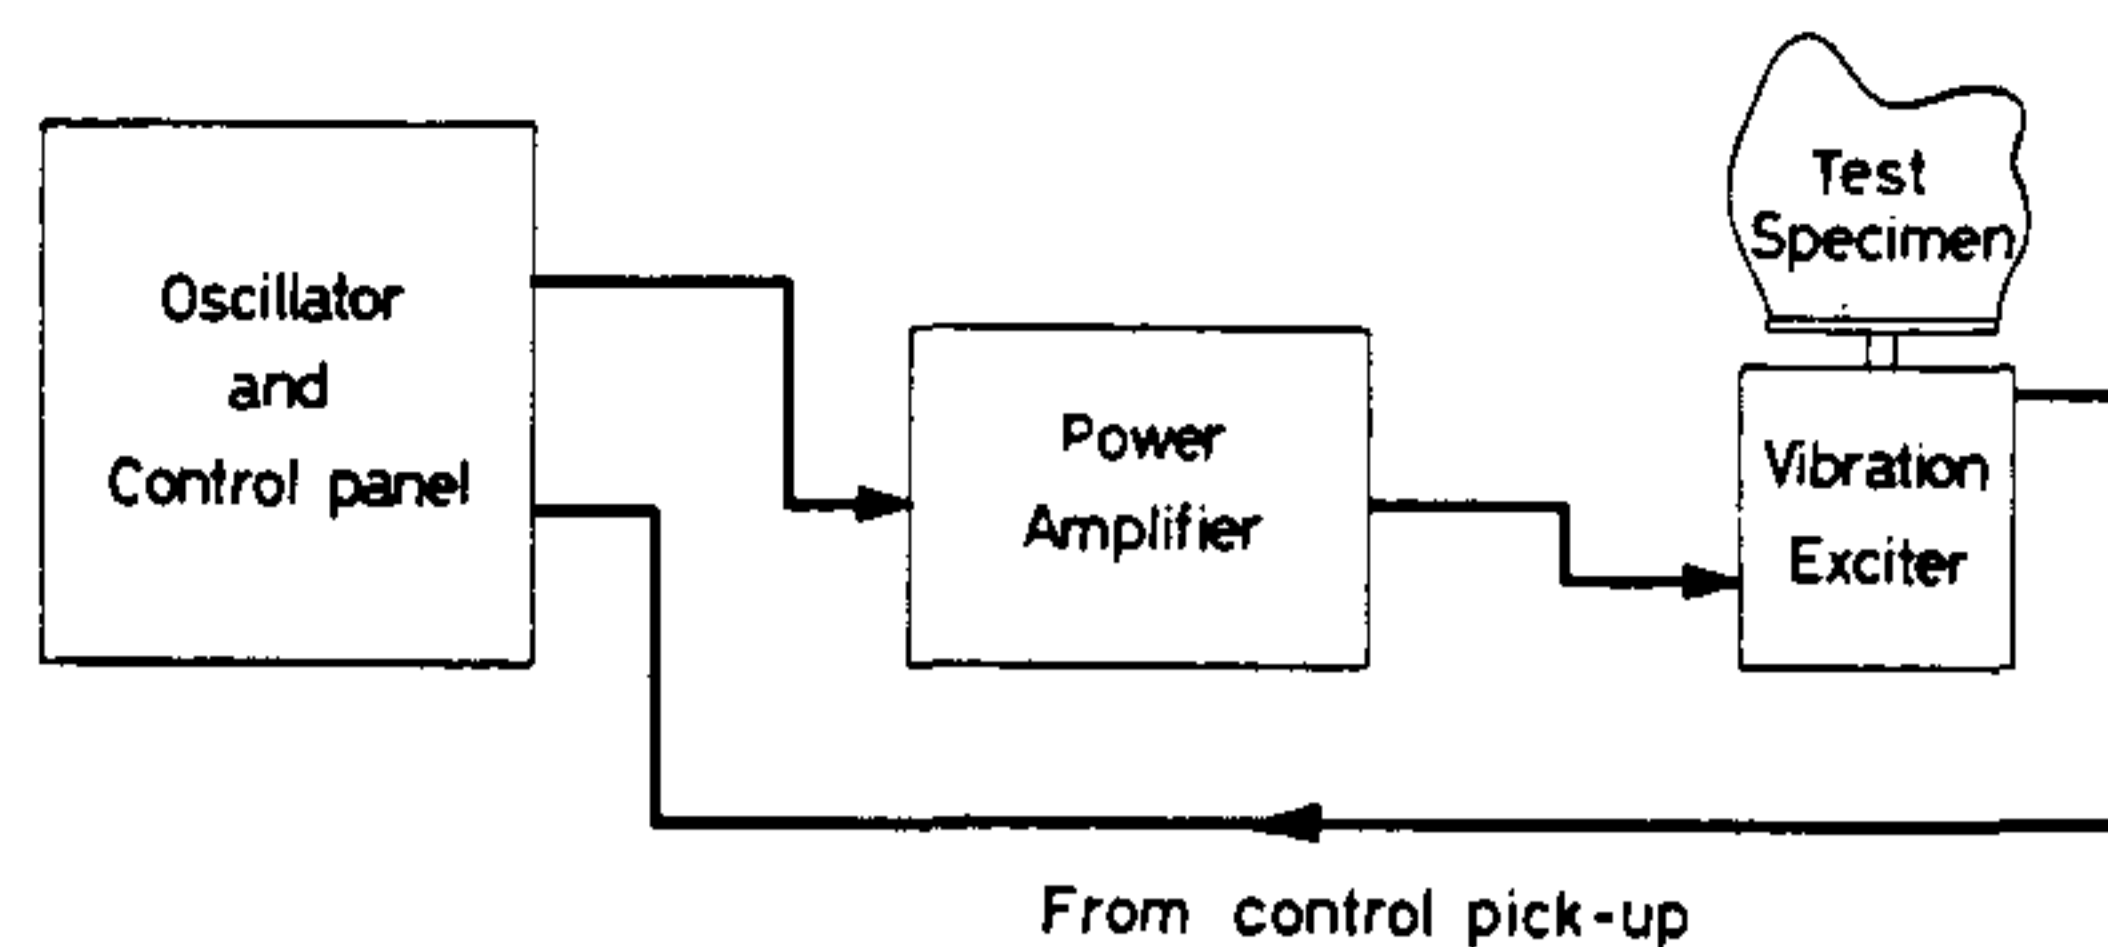 Oscillator
and
Control panel
Power
Amplifier
Test
Specimen
Vibration
Exciter
From control pick-up